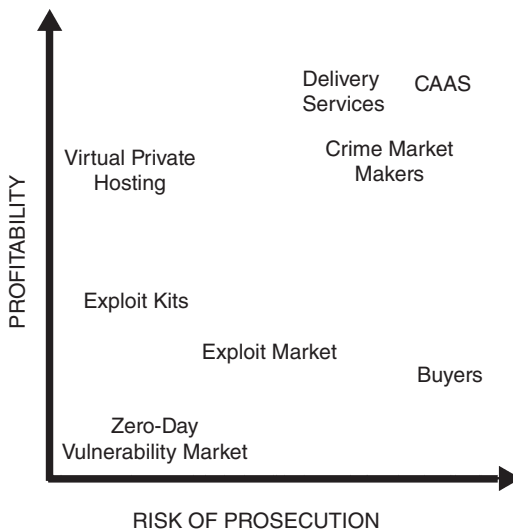 PROFITABILITY
Delivery
Services
CAAS
Virtual Private
Hosting
Crime Market
Makers
Exploit Kits
Exploit Market
Buyers
Zero-Day
Vulnerability Market
RISK OF PROSECUTION